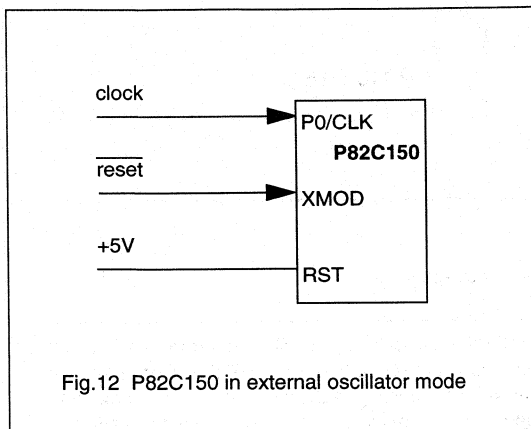 clock
P0/CLK
P82C150
reset
XMOD
+5V
RST
Fig.12 P82C150 in external oscillator mode